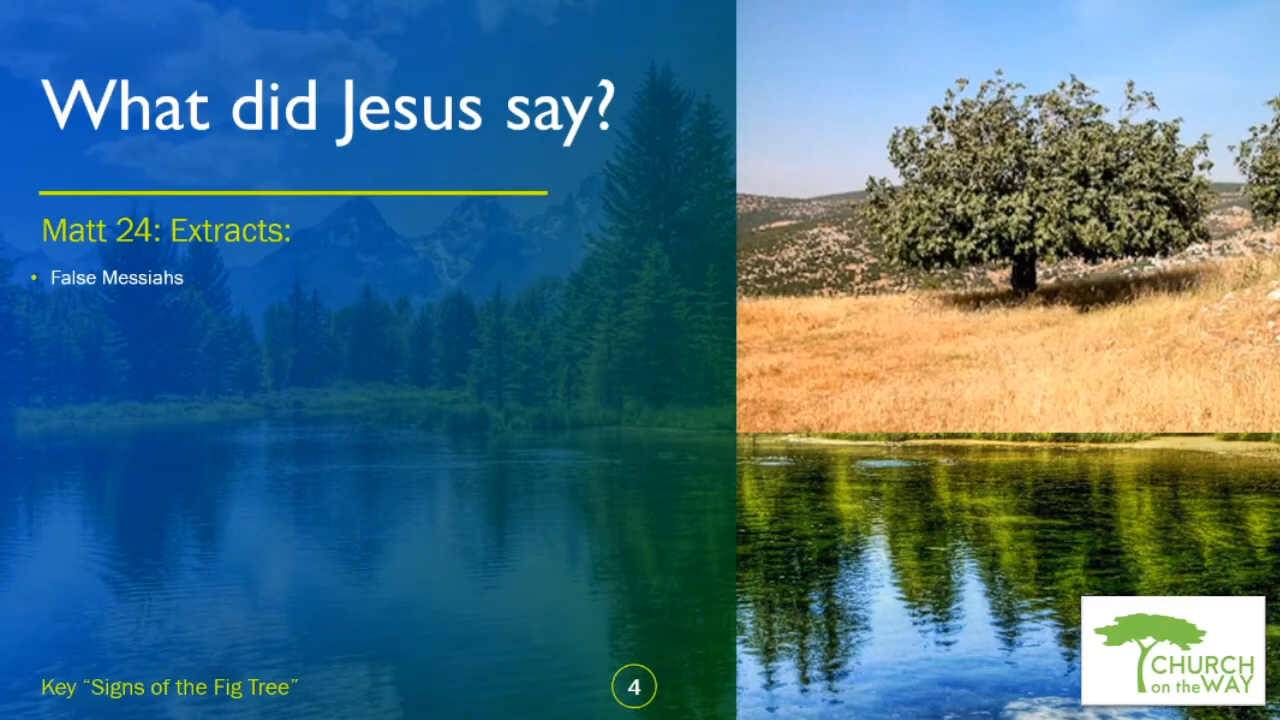 What did Jesus say?
Matt 24: Extracts:
• False Messiahs
Key “Signs of the Fig Tree”
4
CHURCH
on the WAY